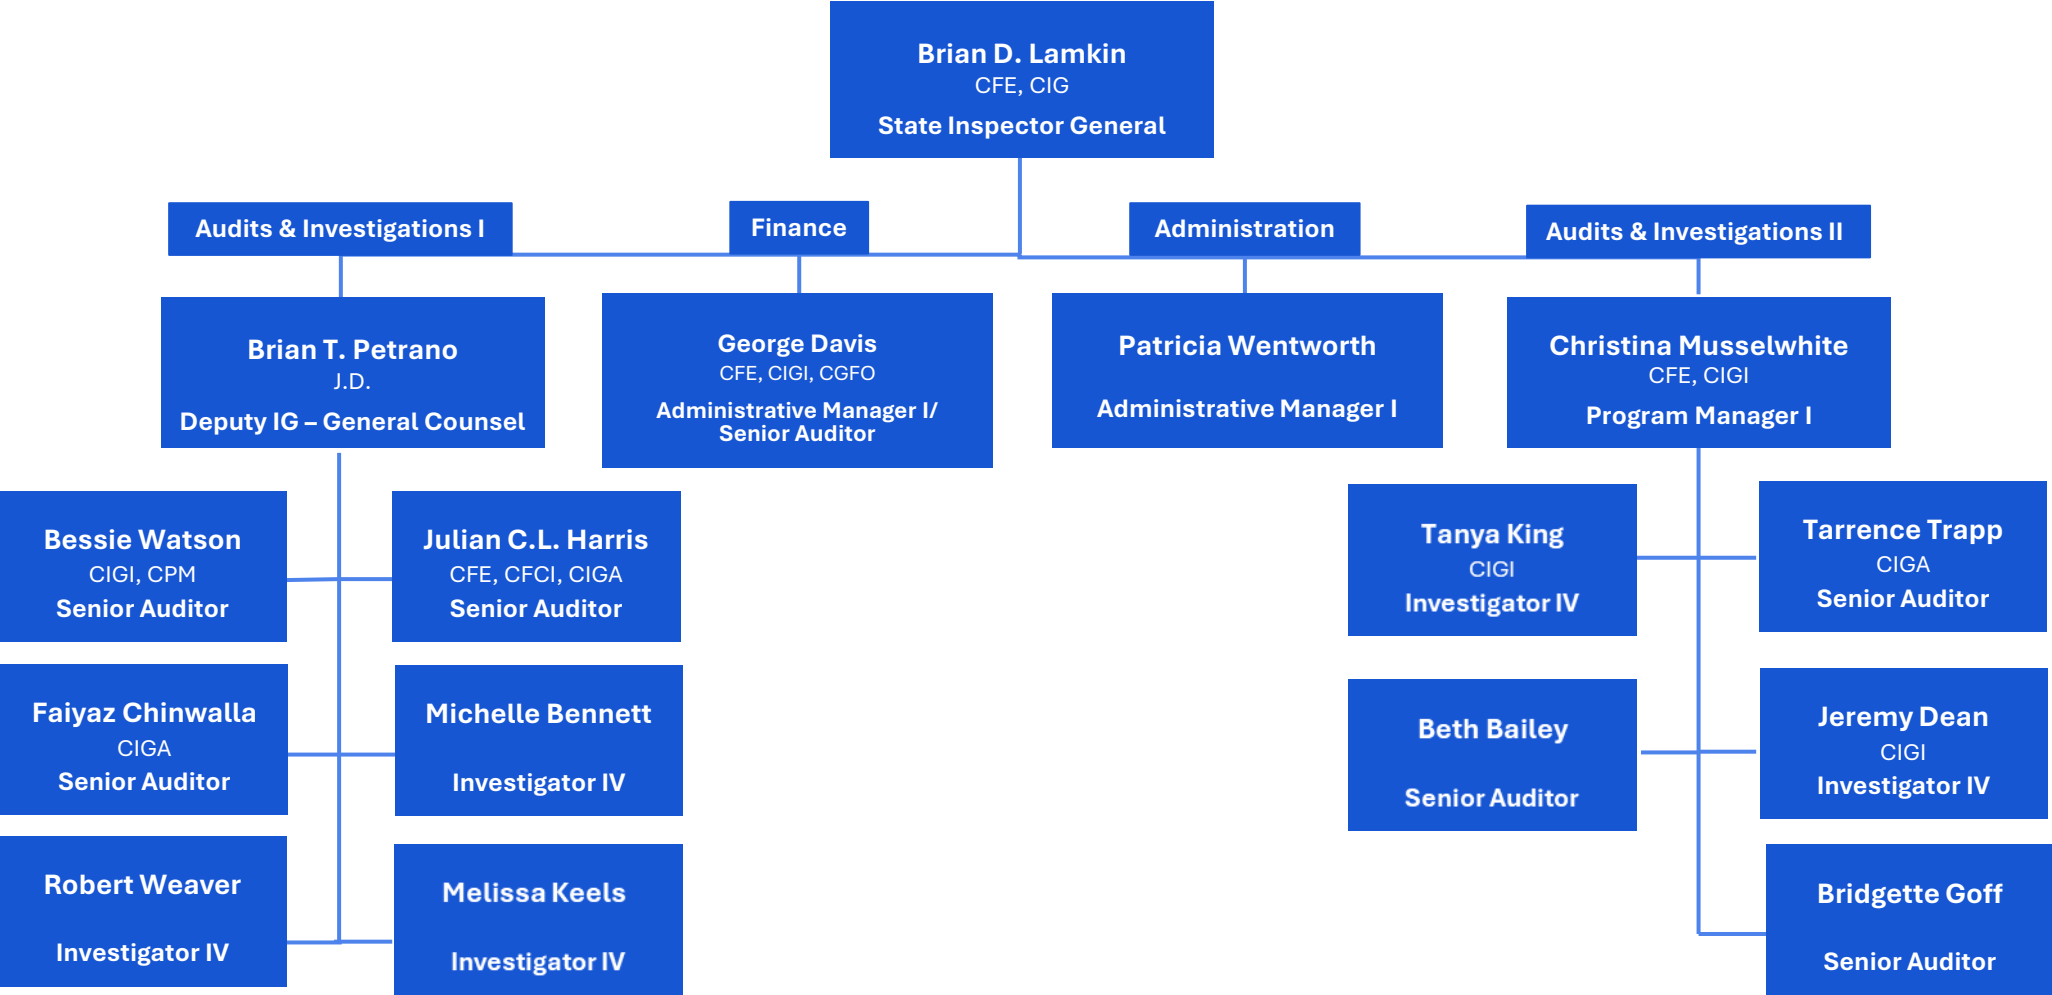 Brian D. Lamkin
CFE, CIG
State Inspector General
Audits & Investigations I
Finance
Administration
Audits & Investigations II
Brian T. Petrano
J.D.
Deputy IG – General Counsel
George Davis
CFE, CIGI, CGFO
Administrative Manager I/
Senior Auditor
Patricia Wentworth
Administrative Manager I
Christina Musselwhite
CFE, CIGI
Program Manager I
Bessie Watson
CIGI, CPM
Senior Auditor
Julian C.L. Harris
CFE, CFCI, CIGA
Senior Auditor
Tanya King
CIGI
Investigator IV
Tarrence Trapp
CIGA
Senior Auditor
Faiyaz Chinwalla
CIGA
Senior Auditor
Michelle Bennett
Investigator IV
Beth Bailey
Senior Auditor
Jeremy Dean
CIGI
Investigator IV
Robert Weaver
Investigator IV
Melissa Keels
Investigator IV
Bridgette Goff
Senior Auditor